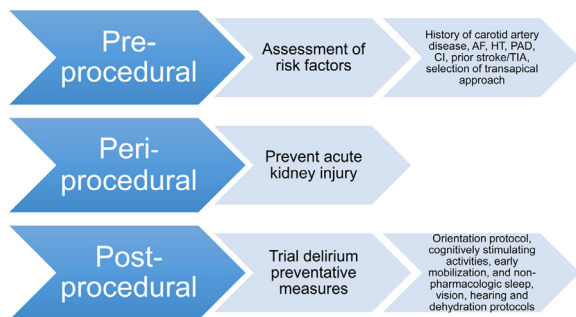 Pre-
procedural
Assessment of
risk factors
History of carotid artery
disease, AF, HT, PAD,
CI, prior stroke/TIA,
selection of transapical
approach
Peri-
procedural
Prevent acute
kidney injury
Post-
procedural
Trial delirium
preventative
measures
Orientation protocol,
cognitively stimulating
activities, early
mobilization, and non-
pharmacologic sleep,
vision, hearing and
dehydration protocols